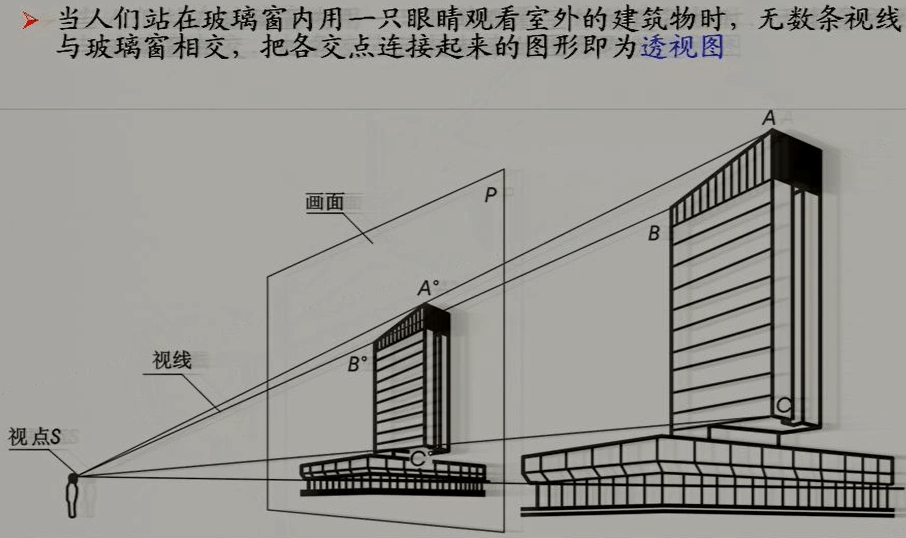 当人们站在玻璃窗内用一只眼睛观看室外的建筑物时，无数条视线
与玻璃窗相交，把各交点连接起来的图形即为透视图
A
P
画面
B
A°
B°
视线
C
视点S
C°